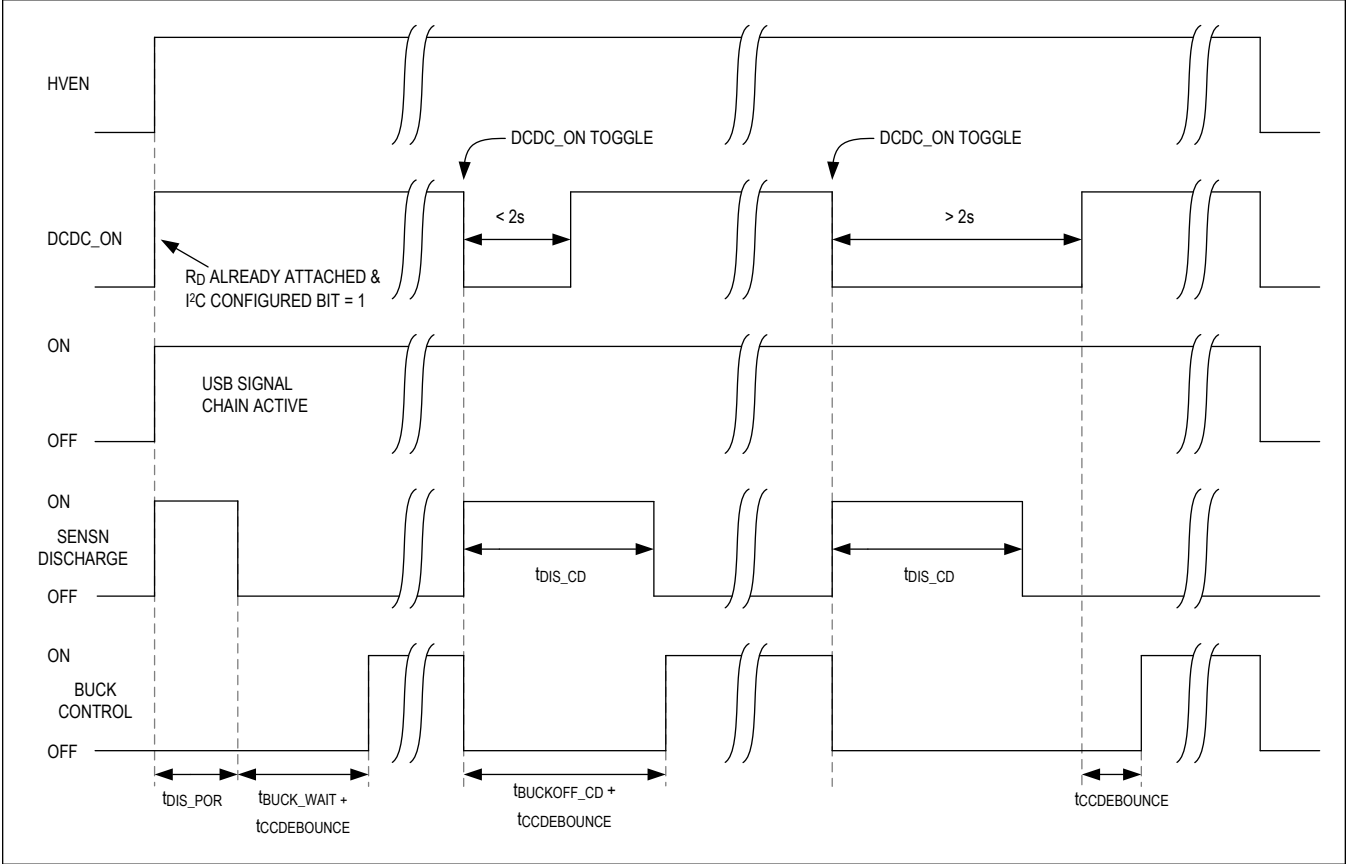 HVEN
DCDC_ON TOGGLE
DCDC_ON TOGGLE
< 2s
> 2s
DCDC_ON
RD ALREADY ATTACHED &
I²C CONFIGURED BIT = 1
ON
USB SIGNAL
CHAIN ACTIVE
OFF
ON
SENSN
DISCHARGE
tDIS_CD
tDIS_CD
OFF
ON
BUCK
CONTROL
OFF
tDIS_POR
tBUCK_WAIT +
tCCDEBOUNCE
tBUCKOFF_CD +
tCCDEBOUNCE
tCCDEBOUNCE